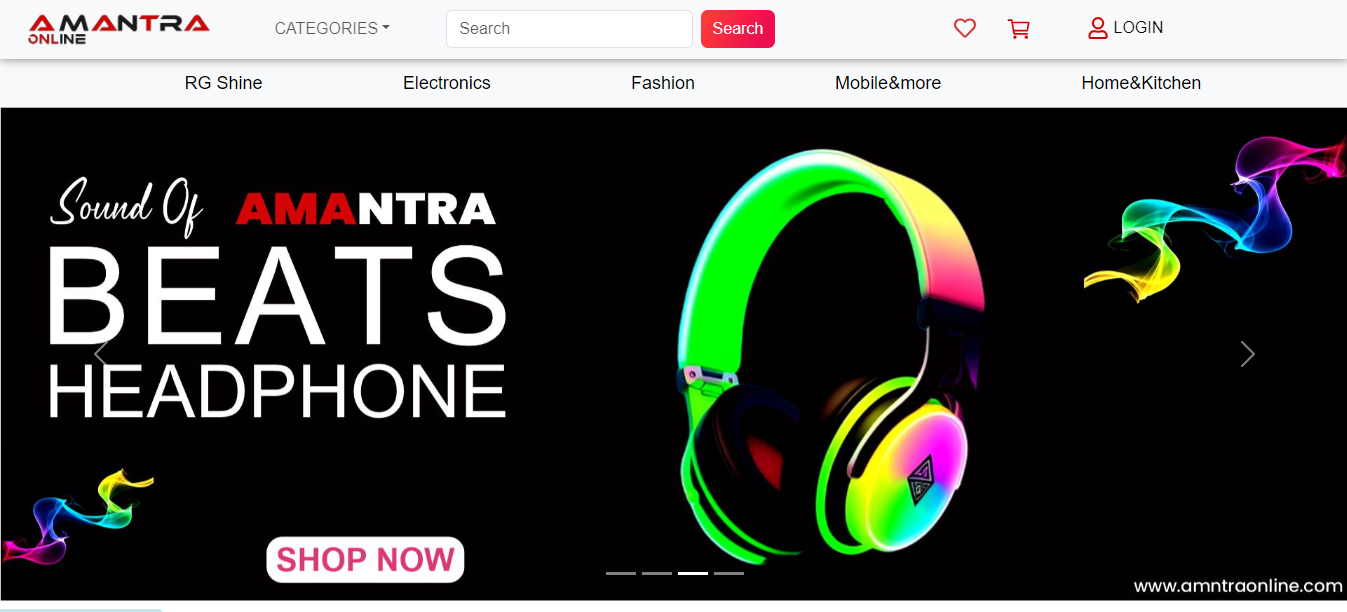 AMANTRA
ONLINE
CATEGORIES
Search
Search
LOGIN
RG Shine
Electronics
Fashion
Mobile&more
Home&Kitchen
Sound Of AMANTRA
BEATS
HEADPHONE
SHOP NOW
www.amntraonline.com